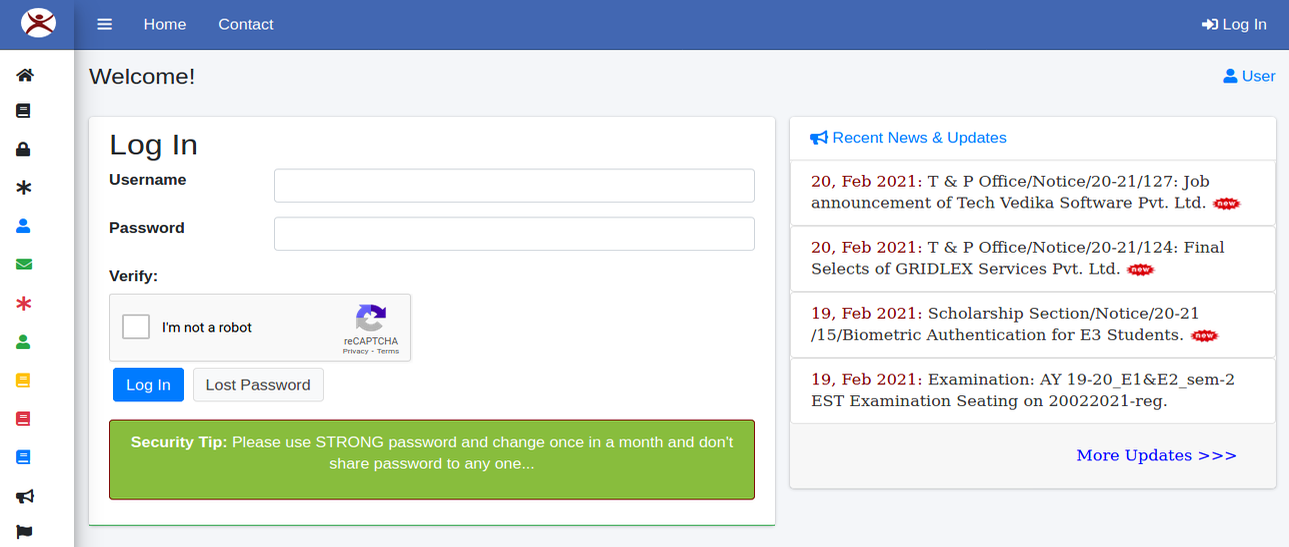 Home Contact Log In
Welcome! User
Log In
Username
Password
Verify:
I'm not a robot
reCAPTCHA
Privacy - Terms
Log In Lost Password
Security Tip: Please use STRONG password and change once in a month and don't
share password to any one...
Recent News & Updates
20, Feb 2021: T & P Office/Notice/20-21/127: Job
announcement of Tech Vedika Software Pvt. Ltd. new
20, Feb 2021: T & P Office/Notice/20-21/124: Final
Selects of GRIDLEX Services Pvt. Ltd. new
19, Feb 2021: Scholarship Section/Notice/20-21
/15/Biometric Authentication for E3 Students. new
19, Feb 2021: Examination: AY 19-20_E1&E2_sem-2
EST Examination Seating on 20022021-reg.
More Updates >>>